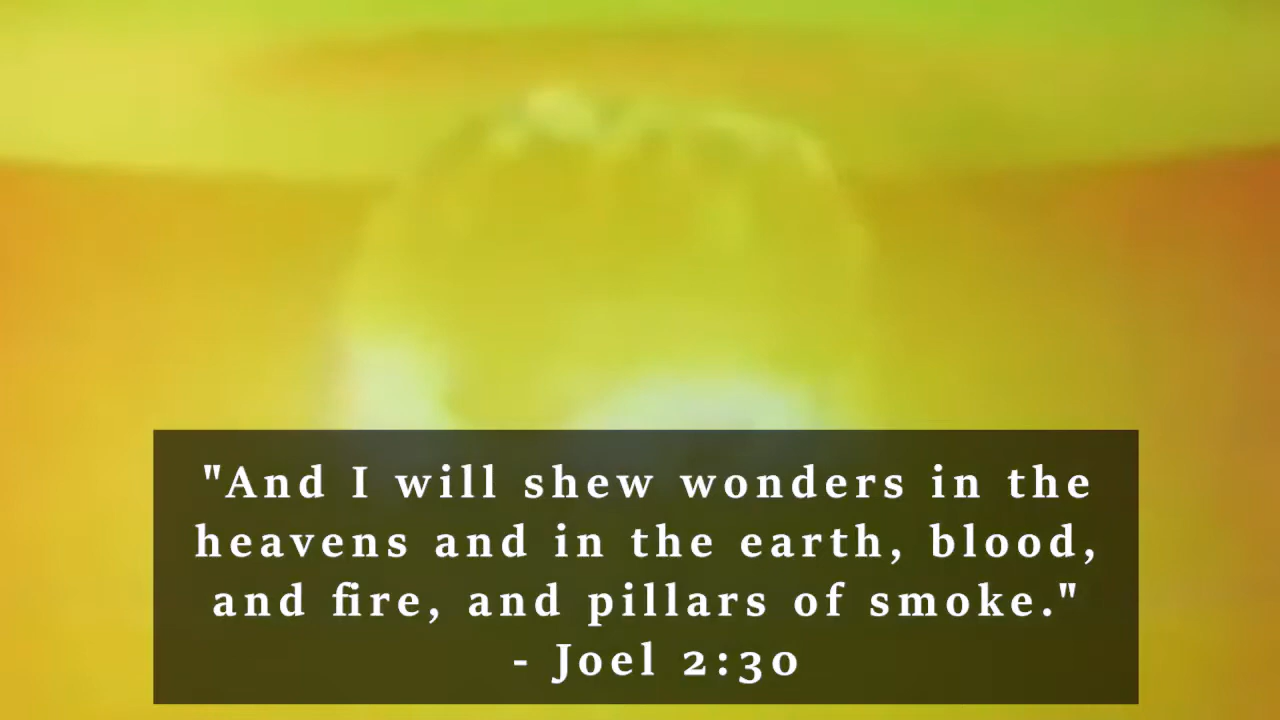 "And I will shew wonders in the
heavens and in the earth, blood,
and fire, and pillars of smoke."
- Joel 2:30